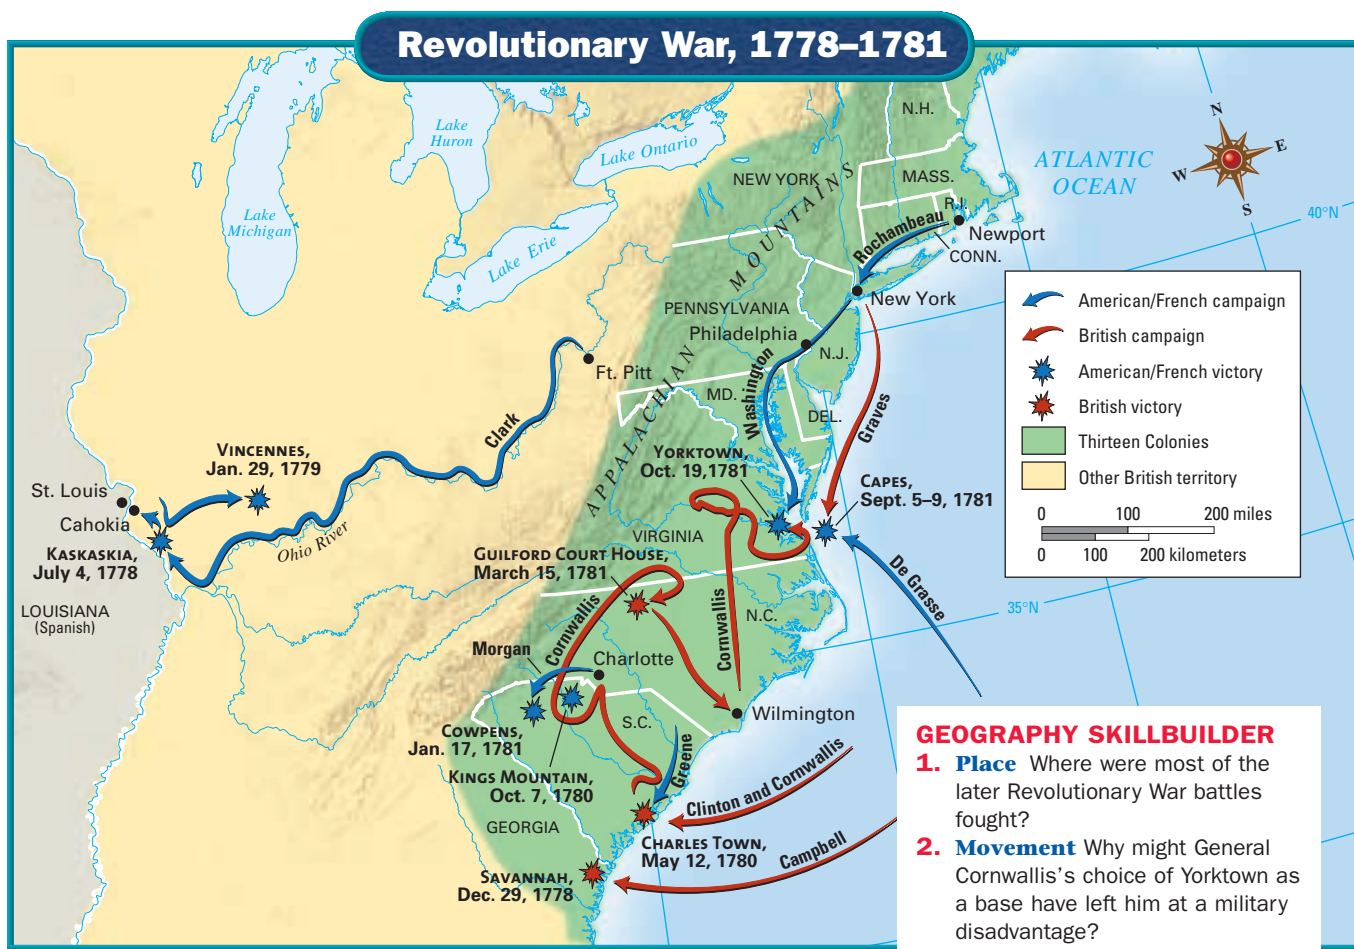 Revolutionary War, 1778–1781
Lake
Huron
Lake Ontario
Lake
Michigan
Lake Erie
N.H.
NEW YORK
MASS.
R.I.
Rochambeau
Newport
CONN.
ATLANTIC
OCEAN
N
E
W
S
40°N
APPALACHIAN MOUNTAINS
New York
PENNSYLVANIA
Philadelphia
N.J.
Ft. Pitt
MD.
Washington
DEL.
Graves
Clark
VINCENNES,
Jan. 29, 1779
St. Louis
Cahokia
KASKASKIA,
July 4, 1778
Ohio River
LOUISIANA
(Spanish)
YORKTOWN,
Oct. 19,1781
CAPES,
Sept. 5–9, 1781
VIRGINIA
GUILFORD COURT HOUSE,
March 15, 1781
De Grasse
35°N
Cornwallis
Cornwallis
N.C.
Morgan
Charlotte
Wilmington
S.C.
COWPENS,
Jan. 17, 1781
KINGS MOUNTAIN,
Oct. 7, 1780
Greene
Clinton and Cornwallis
GEORGIA
CHARLES TOWN,
May 12, 1780
Campbell
SAVANNAH,
Dec. 29, 1778
American/French campaign
British campaign
American/French victory
British victory
Thirteen Colonies
Other British territory
0 100 200 miles
0 100 200 kilometers
GEOGRAPHY SKILLBUILDER
1. Place Where were most of the
later Revolutionary War battles
fought?
2. Movement Why might General
Cornwallis's choice of Yorktown as
a base have left him at a military
disadvantage?